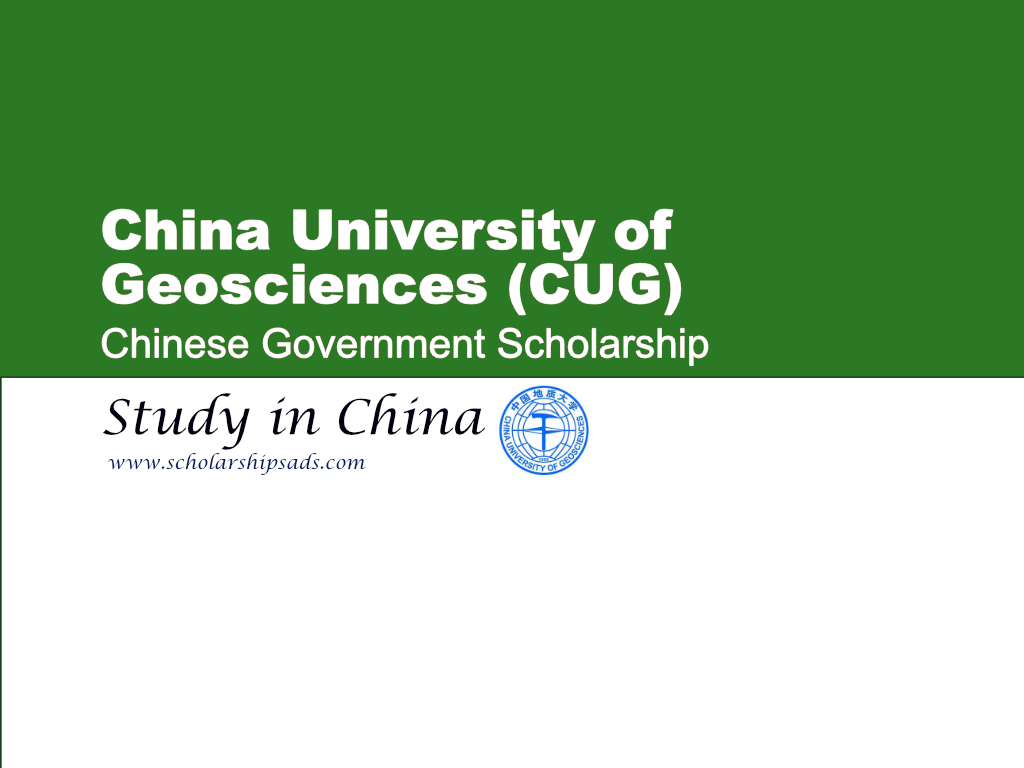 China University of
Geosciences (CUG)
Chinese Government Scholarship
Study in China
www.scholarshipsads.com
中国地质大学
CHINA UNIVERSITY OF GEOSCIENCES
1952